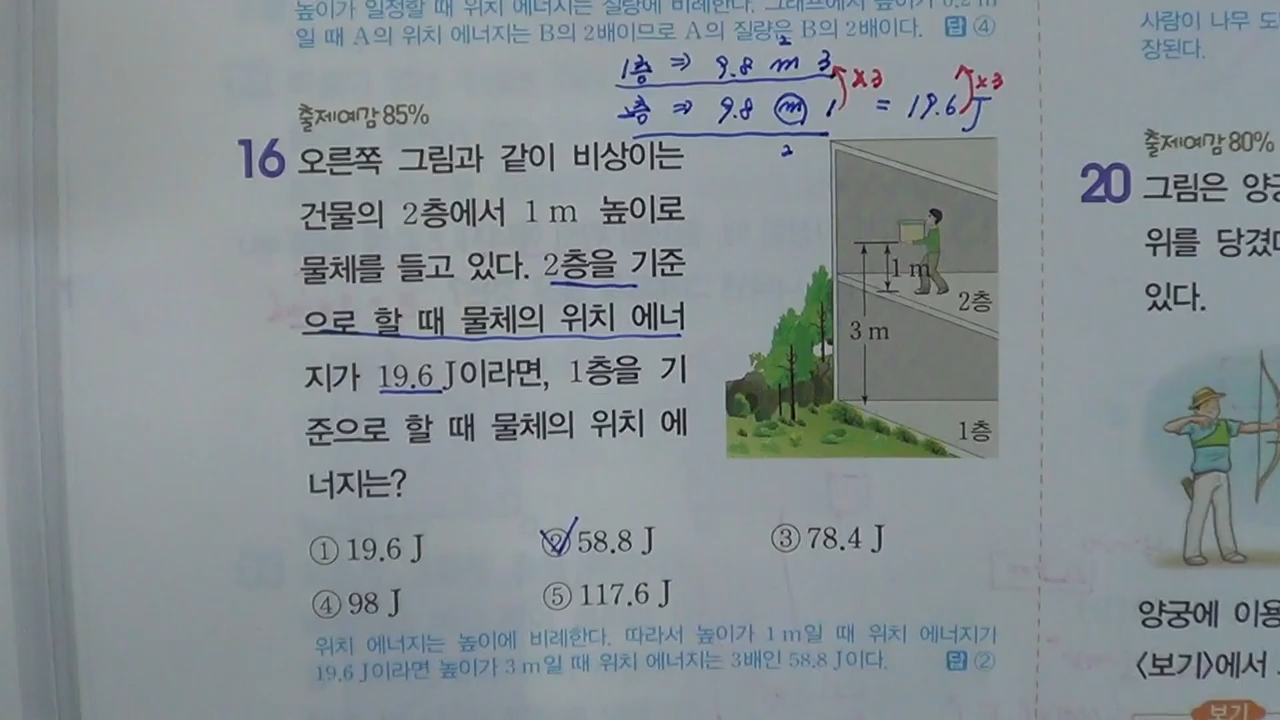 높이가 일정할 때 위치 에너지는 질량에 비례한다. 그래프에서 높이가 0.2 m
일 때 A의 위치 에너지는 B의 2배이므로 A의 질량은 B의 2배이다. 답 ④
1층 ⇒ 9.8 m 3 ×3
2
2층 ⇒ 9.8 m 1 = 19.6 J ×3
2
출제예감 85%
16 오른쪽 그림과 같이 비상이는
건물의 2층에서 1 m 높이로
물체를 들고 있다. 2층을 기준
으로 할 때 물체의 위치 에너
지가 19.6 J이라면, 1층을 기
준으로 할 때 물체의 위치 에
너지는?
1 m
2층
3 m
1층
① 19.6 J ② 58.8 J ③ 78.4 J
④ 98 J ⑤ 117.6 J
위치 에너지는 높이에 비례한다. 따라서 높이가 1 m일 때 위치 에너지가
19.6 J이라면 높이가 3 m일 때 위치 에너지는 3배인 58.8 J이다. 답 ②
사람이 나무 도
장된다.
출제예감 80%
20 그림은 양궁
위를 당겼다
있다.
양궁에 이용
〈보기〉에서
보기